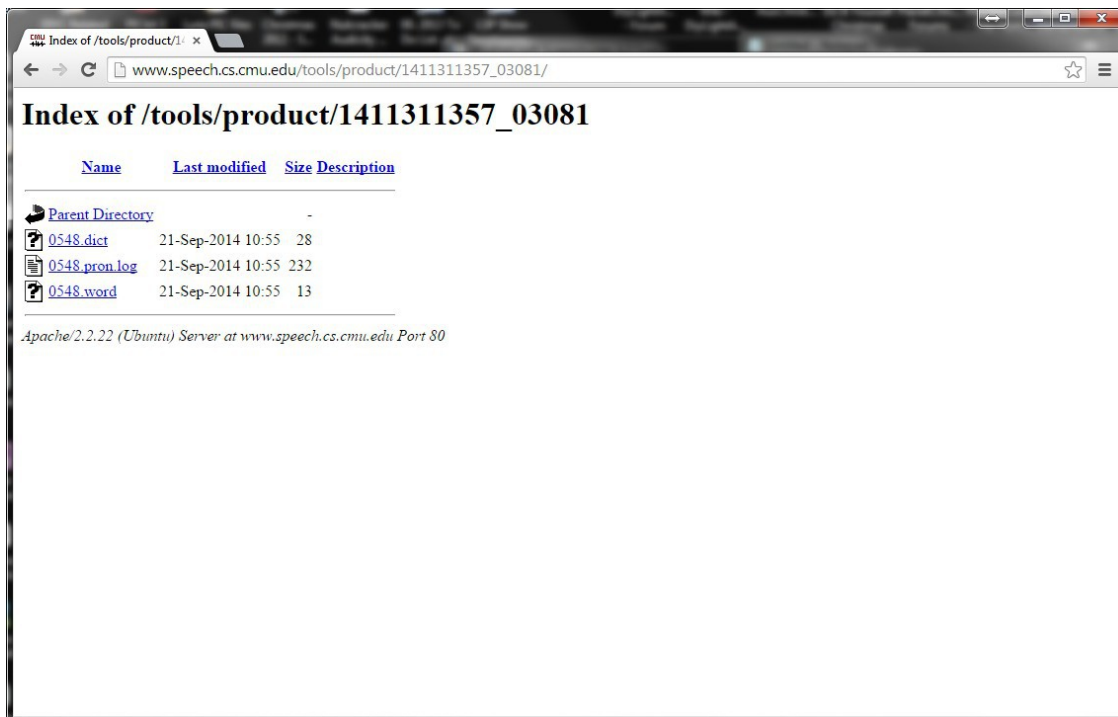 CMU Index of /tools/product/14
www.speech.cs.cmu.edu/tools/product/1411311357_03081/
Index of /tools/product/1411311357_03081
Name Last modified Size Description
Parent Directory -
0548.dict 21-Sep-2014 10:55 28
0548.pron.log 21-Sep-2014 10:55 232
0548.word 21-Sep-2014 10:55 13
Apache/2.2.22 (Ubuntu) Server at www.speech.cs.cmu.edu Port 80